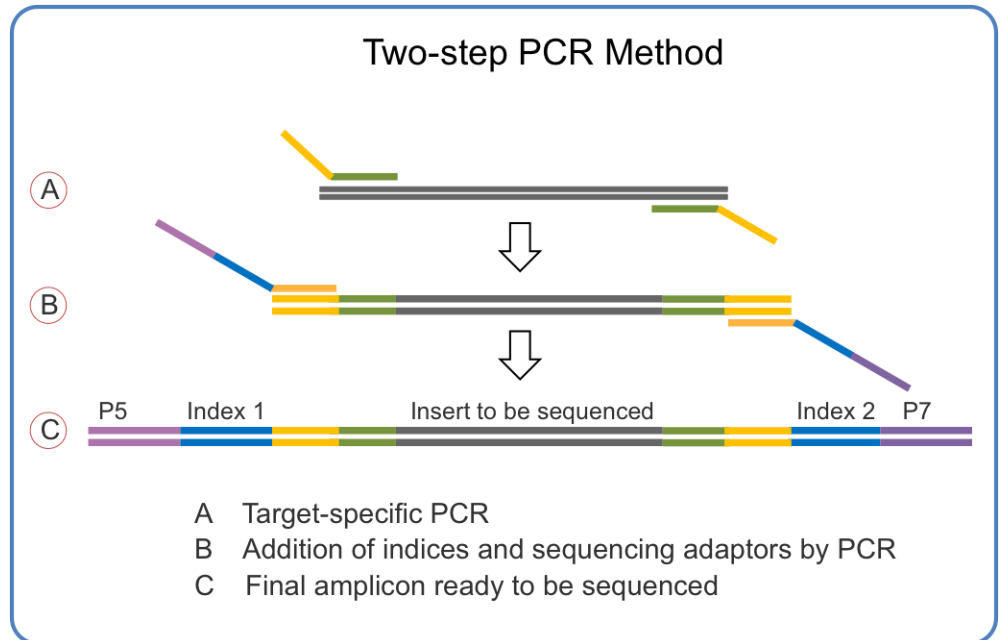 Two-step PCR Method
A
B
P5 Index 1 Insert to be sequenced Index 2 P7
C
A Target-specific PCR
B Addition of indices and sequencing adaptors by PCR
C Final amplicon ready to be sequenced